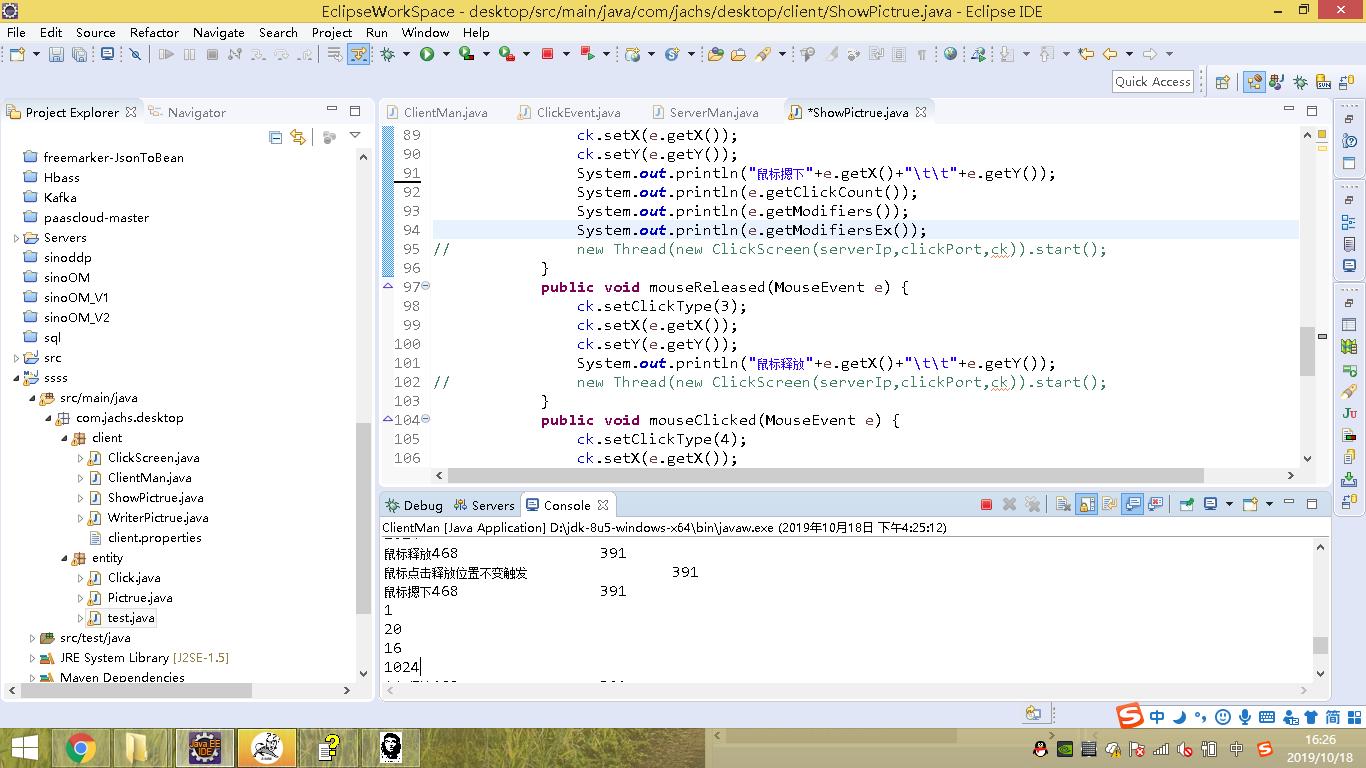 EclipseWorkSpace - desktop/src/main/java/com/jachs/desktop/client/ShowPictrue.java - Eclipse IDE
File Edit Source Refactor Navigate Search Project Run Window Help
Quick Access
Project Explorer Navigator
freemarker-JsonToBean
Hbass
Kafka
paascloud-master
Servers
sinoddp
sinoOM
sinoOM_V1
sinoOM_V2
sql
src
ssss
src/main/java
com.jachs.desktop
client
ClickScreen.java
ClientMan.java
ShowPictrue.java
WriterPictrue.java
client.properties
entity
Click.java
Pictrue.java
test.java
src/test/java
JRE System Library [J2SE-1.5]
Maven Dependencies
ClientMan.java ClickEvent.java ServerMan.java *ShowPictrue.java
89 ck.setX(e.getX());
90 ck.setY(e.getY());
91 System.out.println("鼠标摁下"+e.getX()+"\t\t"+e.getY());
92 System.out.println(e.getClickCount());
93 System.out.println(e.getModifiers());
94 System.out.println(e.getModifiersEx());
95 // new Thread(new ClickScreen(serverIp,clickPort,ck)).start();
96 }
97 public void mouseReleased(MouseEvent e) {
98 ck.setClickType(3);
99 ck.setX(e.getX());
100 ck.setY(e.getY());
101 System.out.println("鼠标释放"+e.getX()+"\t\t"+e.getY());
102 // new Thread(new ClickScreen(serverIp,clickPort,ck)).start();
103 }
104 public void mouseClicked(MouseEvent e) {
105 ck.setClickType(4);
106 ck.setX(e.getX());
Debug Servers Console
ClientMan [Java Application] D:\jdk-8u5-windows-x64\bin\javaw.exe (2019年10月18日 下午4:25:12)
鼠标释放468 391
鼠标点击释放位置不变触发 391
鼠标摁下468 391
1
20
16
1024
中 简
Java EE
IDE
中
16:26
2019/10/18